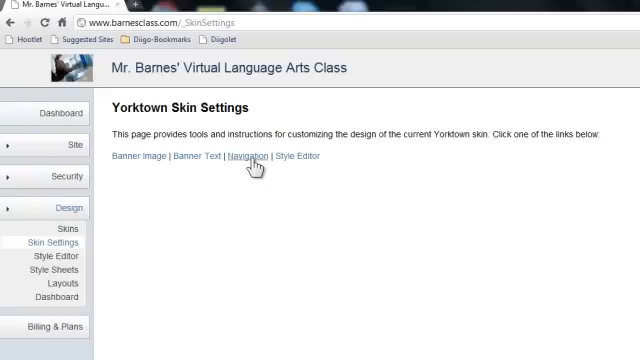 Mr. Barnes' Virtual Langu...
www.barnesclass.com/_SkinSettings
Hootlet Suggested Sites Diigo-Bookmarks Diigolet
Mr. Barnes' Virtual Language Arts Class
Dashboard
Site
Security
Design
Skins
Skin Settings
Style Editor
Style Sheets
Layouts
Dashboard
Billing & Plans
Yorktown Skin Settings
This page provides tools and instructions for customizing the design of the current Yorktown skin. Click one of the links below:
Banner Image | Banner Text | Navigation | Style Editor